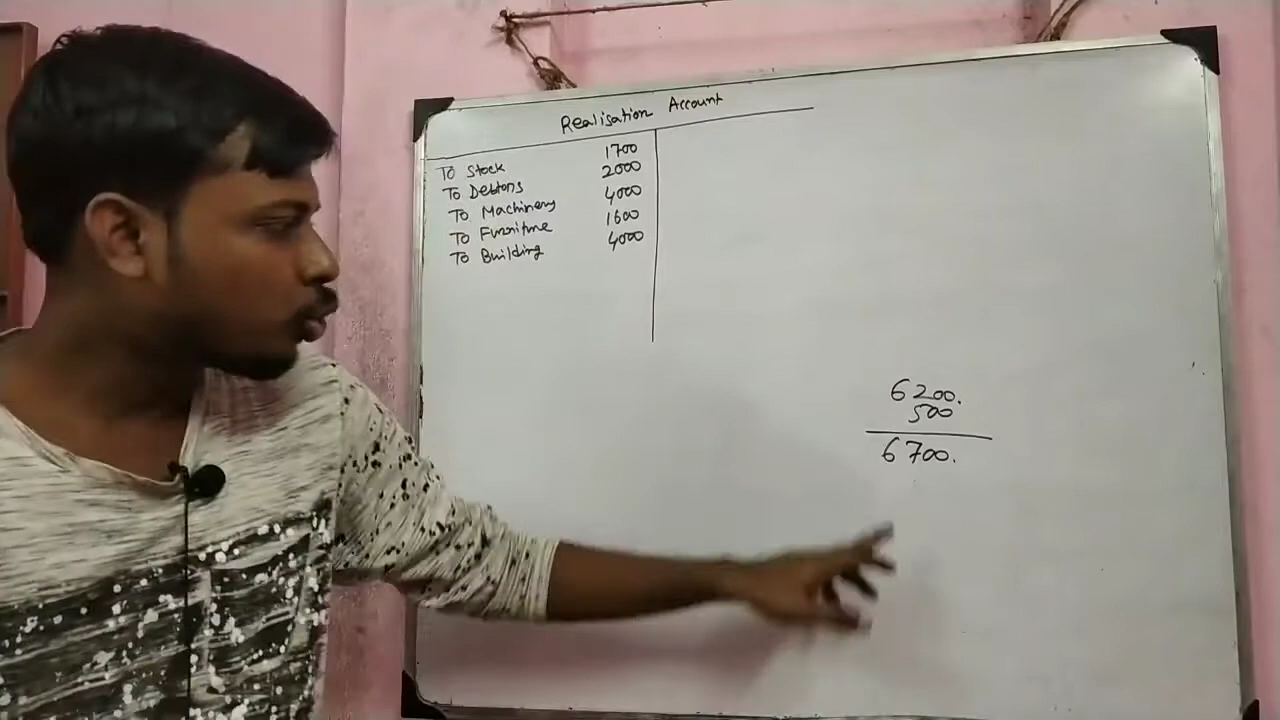 Realisation Account
To Stock 1700
To Debtors 2000
To Machinery 4000
To Furniture 1600
To Building 4000
6200.
500
6700.